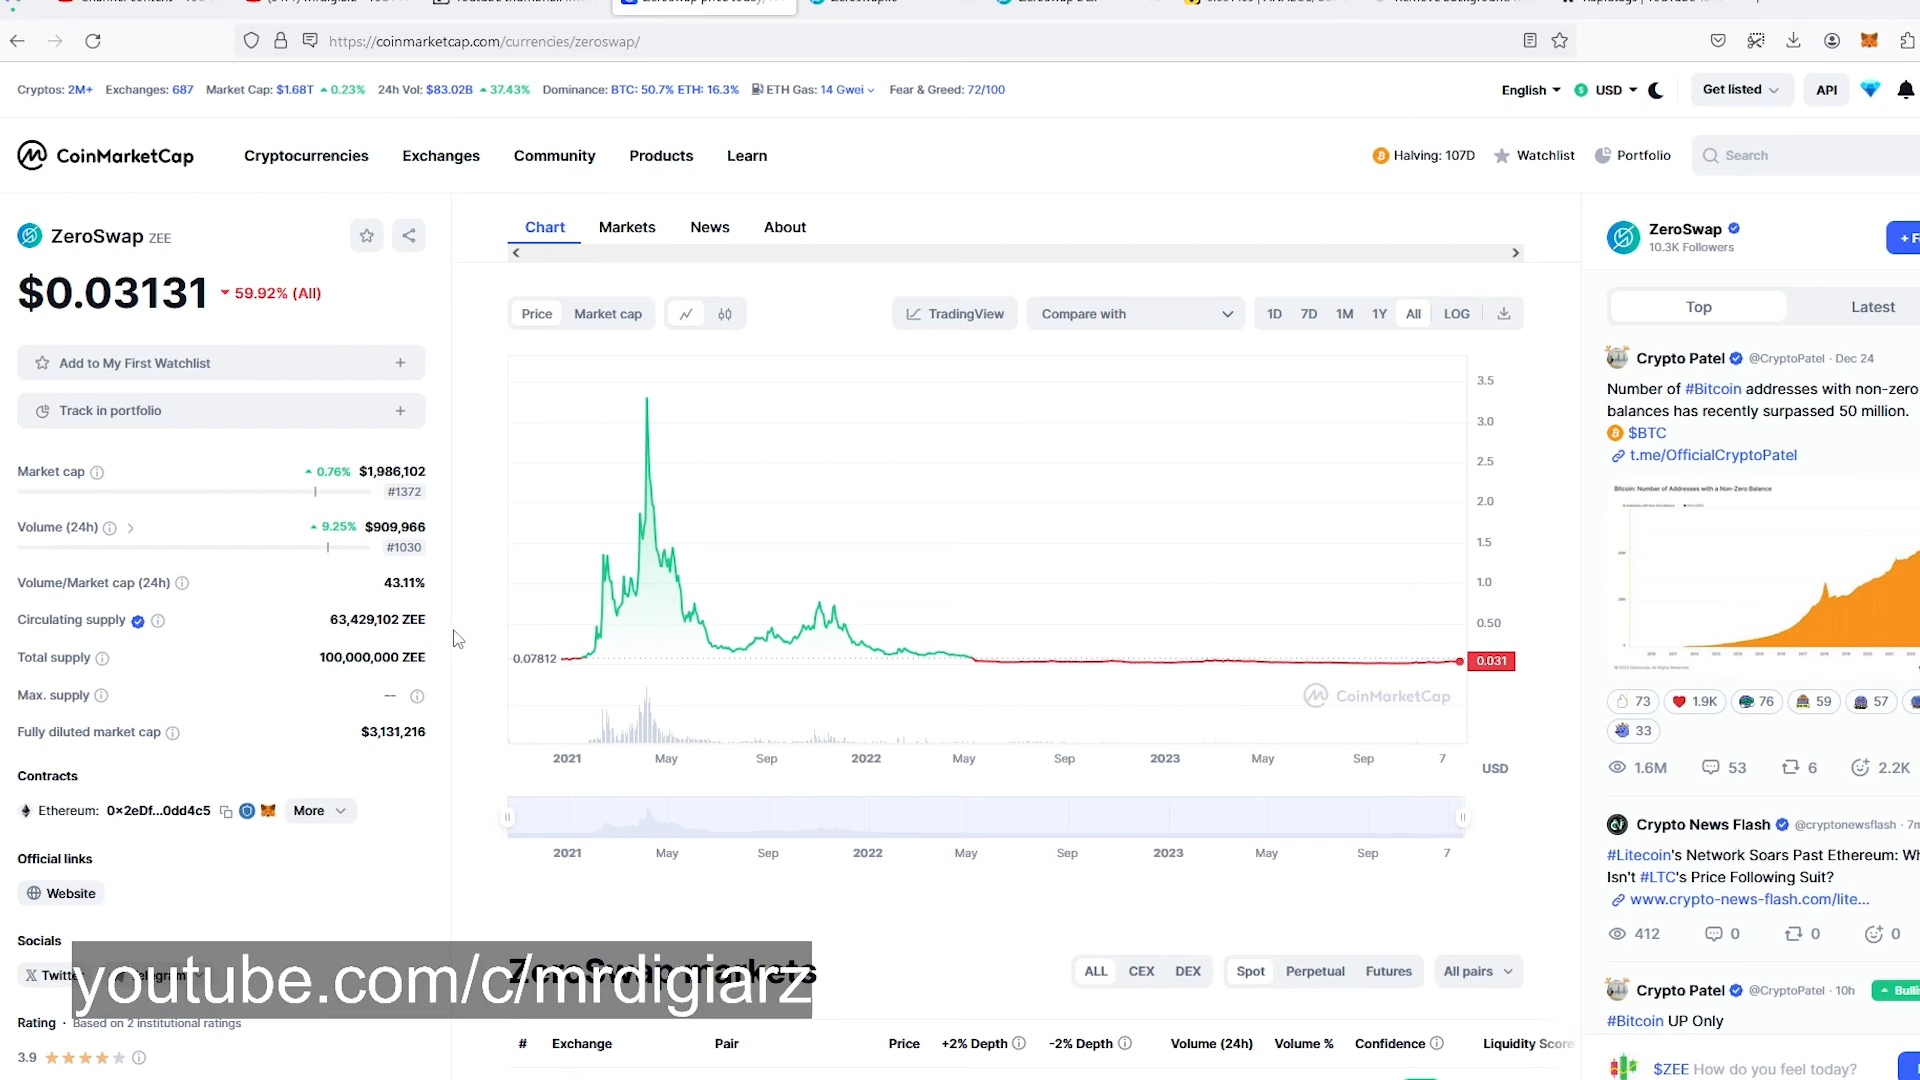 https://coinmarketcap.com/currencies/zeroswap/
Cryptos: 2M+ Exchanges: 687 Market Cap: $1.68T 0.23% 24h Vol: $83.02B 37.43% Dominance: BTC: 50.7% ETH: 16.3% ETH Gas: 14 Gwei Fear & Greed: 72/100
English USD Get listed API
CoinMarketCap Cryptocurrencies Exchanges Community Products Learn
Halving: 107D Watchlist Portfolio Search
ZeroSwap ZEE
$0.03131 59.92% (All)
Add to My First Watchlist +
Track in portfolio +
Market cap 0.76% $1,986,102
#1372
Volume (24h) 9.25% $909,966
#1030
Volume/Market cap (24h) 43.11%
Circulating supply 63,429,102 ZEE
Total supply 100,000,000 ZEE
Max. supply --
Fully diluted market cap $3,131,216
Contracts
Ethereum: 0x2eDf...0dd4c5 More
Official links
Website
Socials
Rating · Based on 2 institutional ratings
3.9
Chart Markets News About
Price Market cap TradingView Compare with 1D 7D 1M 1Y All LOG
3.5
3.0
2.5
2.0
1.5
1.0
0.50
0.07812
0.031
CoinMarketCap
2021 May Sep 2022 May Sep 2023 May Sep 7
USD
2021 May Sep 2022 May Sep 2023 May Sep 7
ZeroSwap markets
youtube.com/c/mrdigiarz
ALL CEX DEX Spot Perpetual Futures All pairs
# Exchange Pair Price +2% Depth -2% Depth Volume (24h) Volume % Confidence Liquidity Score
ZeroSwap
10.3K Followers
Top Latest
Crypto Patel @CryptoPatel · Dec 24
Number of #Bitcoin addresses with non-zero
balances has recently surpassed 50 million.
$BTC
t.me/OfficialCryptoPatel
Bitcoin: Number of Addresses with a Non-Zero Balance
73 1.9K 76 59 57
33
1.6M 53 6 2.2K
Crypto News Flash @cryptonewsflash · 7m
#Litecoin's Network Soars Past Ethereum: Wh
Isn't #LTC's Price Following Suit?
www.crypto-news-flash.com/lite...
412 0 0 0
Crypto Patel @CryptoPatel · 10h Bullis
#Bitcoin UP Only
$ZEE How do you feel today?